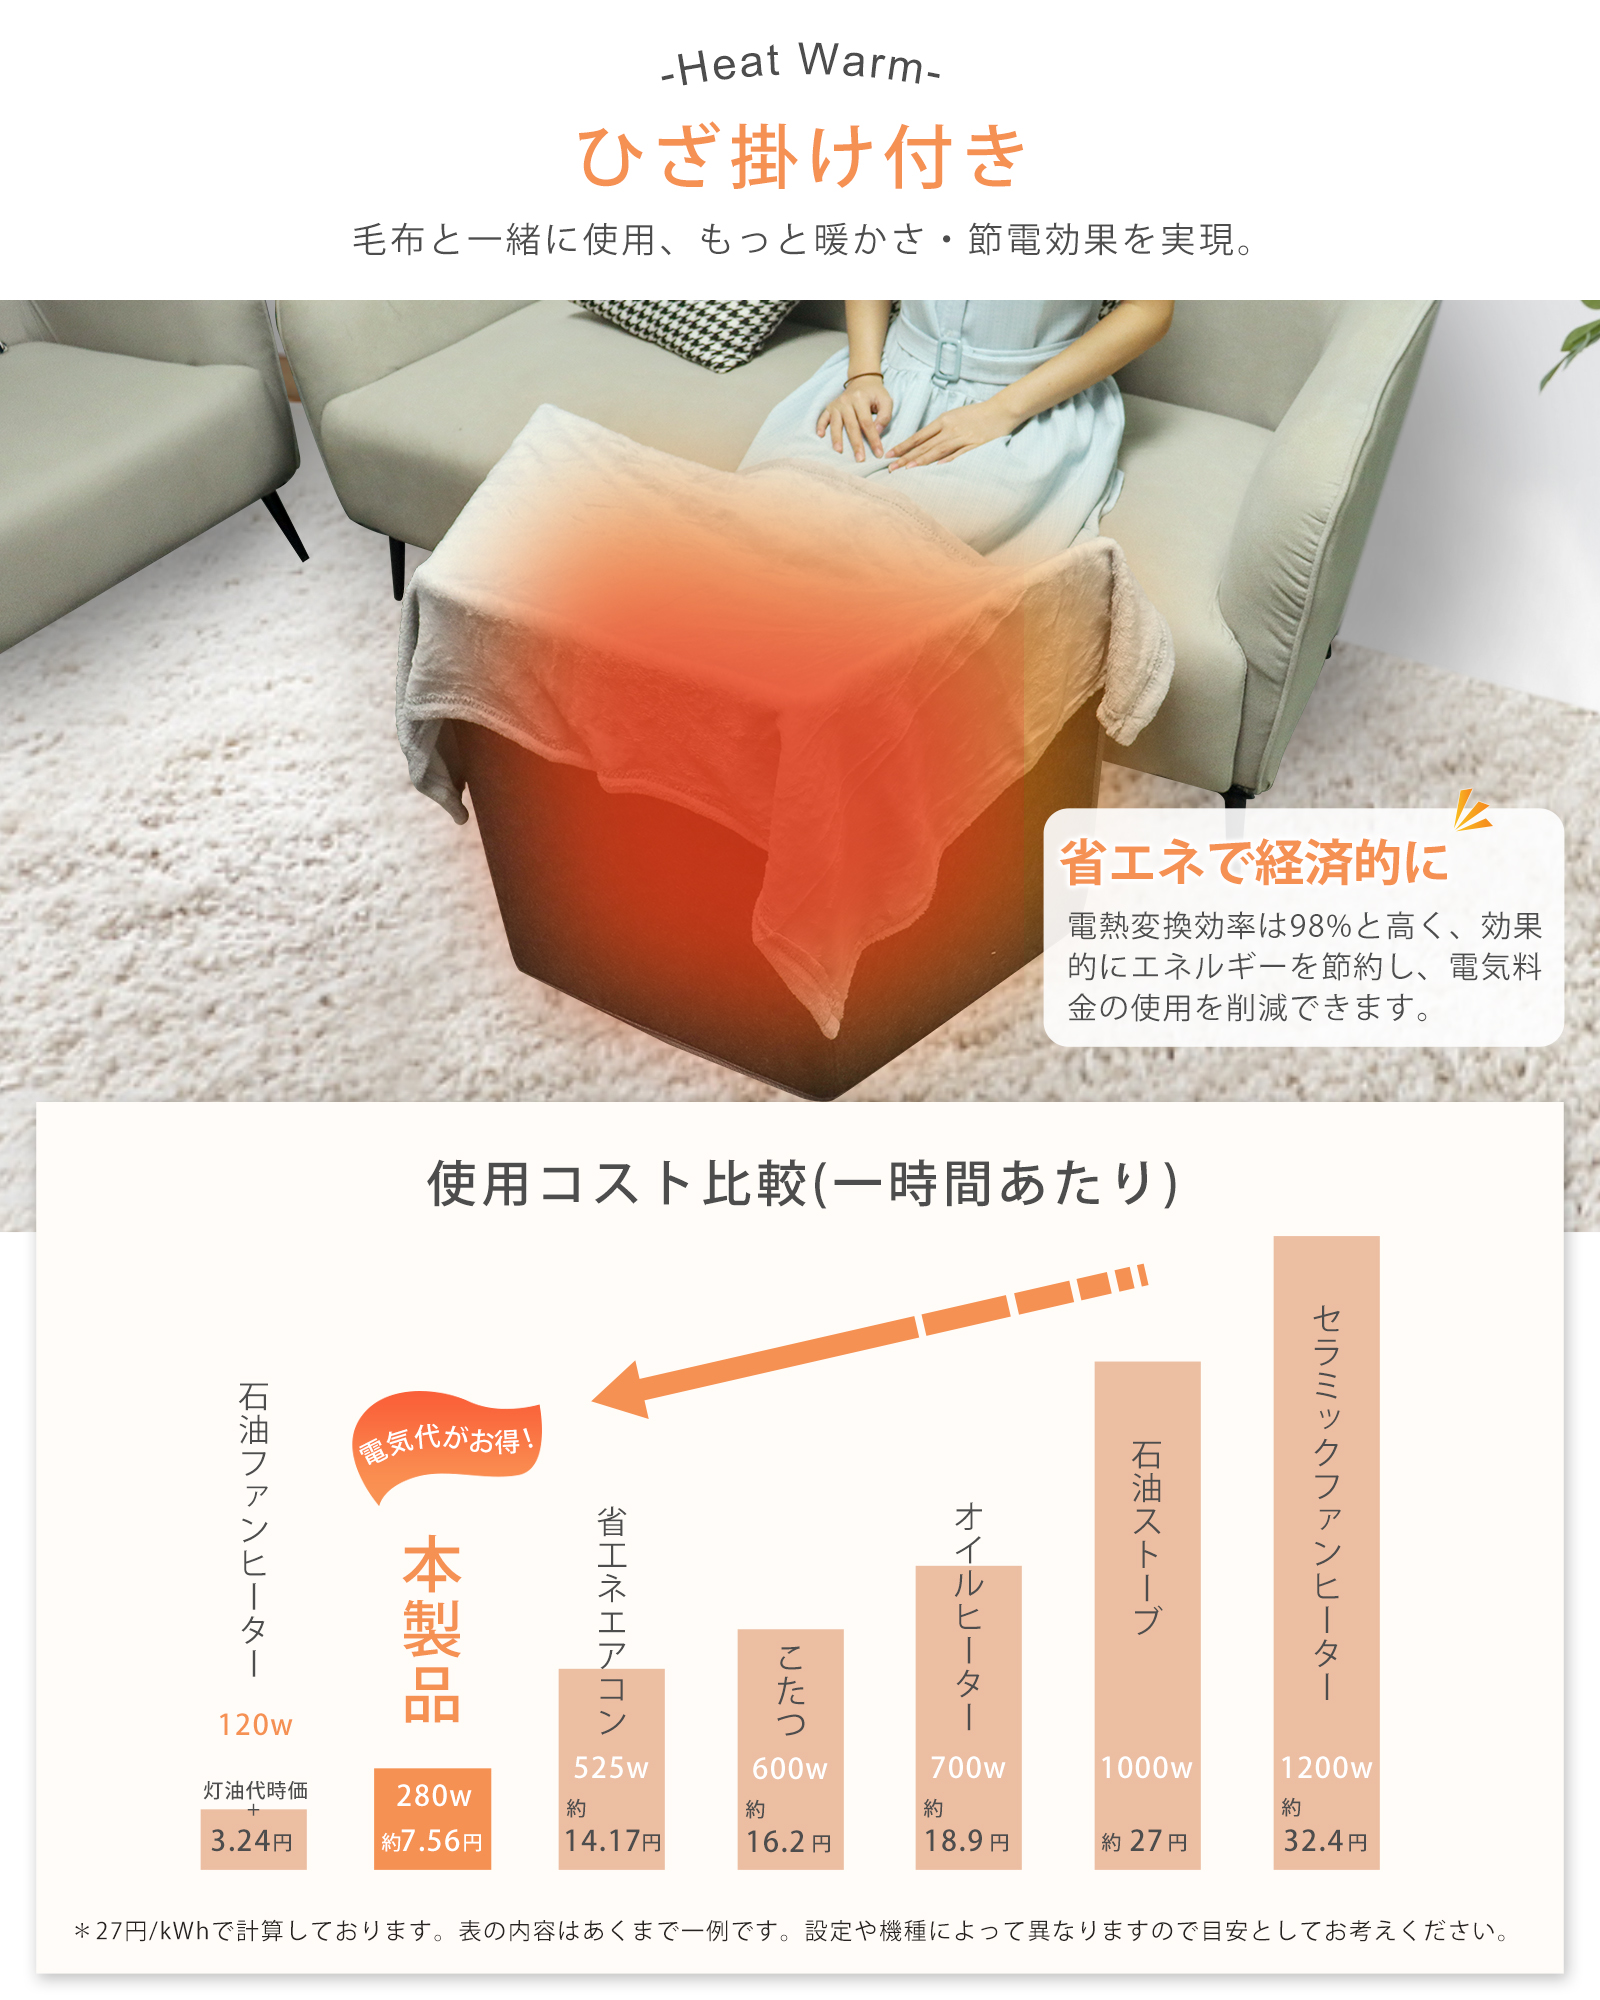 -Heat Warm-
ひざ掛け付き
毛布と一緒に使用、もっと暖かさ・節電効果を実現。
省エネで経済的に
電熱変換効率は98%と高く、効果
的にエネルギーを節約し、電気料
金の使用を削減できます。
使用コスト比較(一時間あたり)
石油ファンヒーター
120w
灯油代時価
+
3.24円
電気代がお得!
本製品
280w
約7.56円
省エネエアコン
525w
約
14.17円
こたつ
600w
約
16.2円
オイルヒーター
700w
約
18.9円
石油ストーブ
1000w
約27円
セラミックファンヒーター
1200w
約
32.4円
＊27円/kWhで計算しております。表の内容はあくまで一例です。設定や機種によって異なりますので目安としてお考えください。